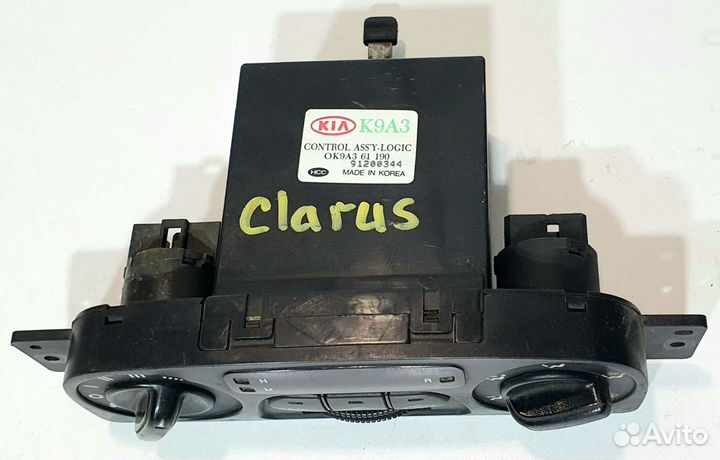 KIA K9A3
CONTROL ASS'Y-LOGIC
OK9A3 61 190
91200344
HCC MADE IN KOREA
Clarus
H R
O
Avito